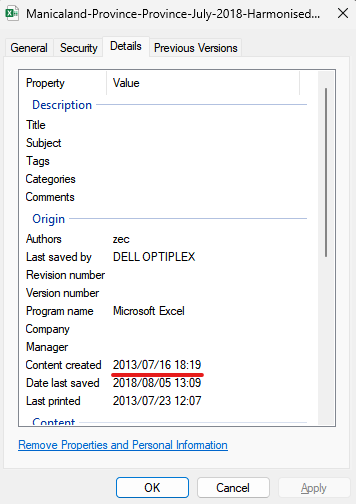 Manicaland-Province-Province-July-2018-Harmonised...
General Security Details Previous Versions
Property Value
Description
Title
Subject
Tags
Categories
Comments
Origin
Authors zec
Last saved by DELL OPTIPLEX
Revision number
Version number
Program name Microsoft Excel
Company
Manager
Content created 2013/07/16 18:19
Date last saved 2018/08/05 13:09
Last printed 2013/07/23 12:07
Content
Remove Properties and Personal Information
OK Cancel Apply